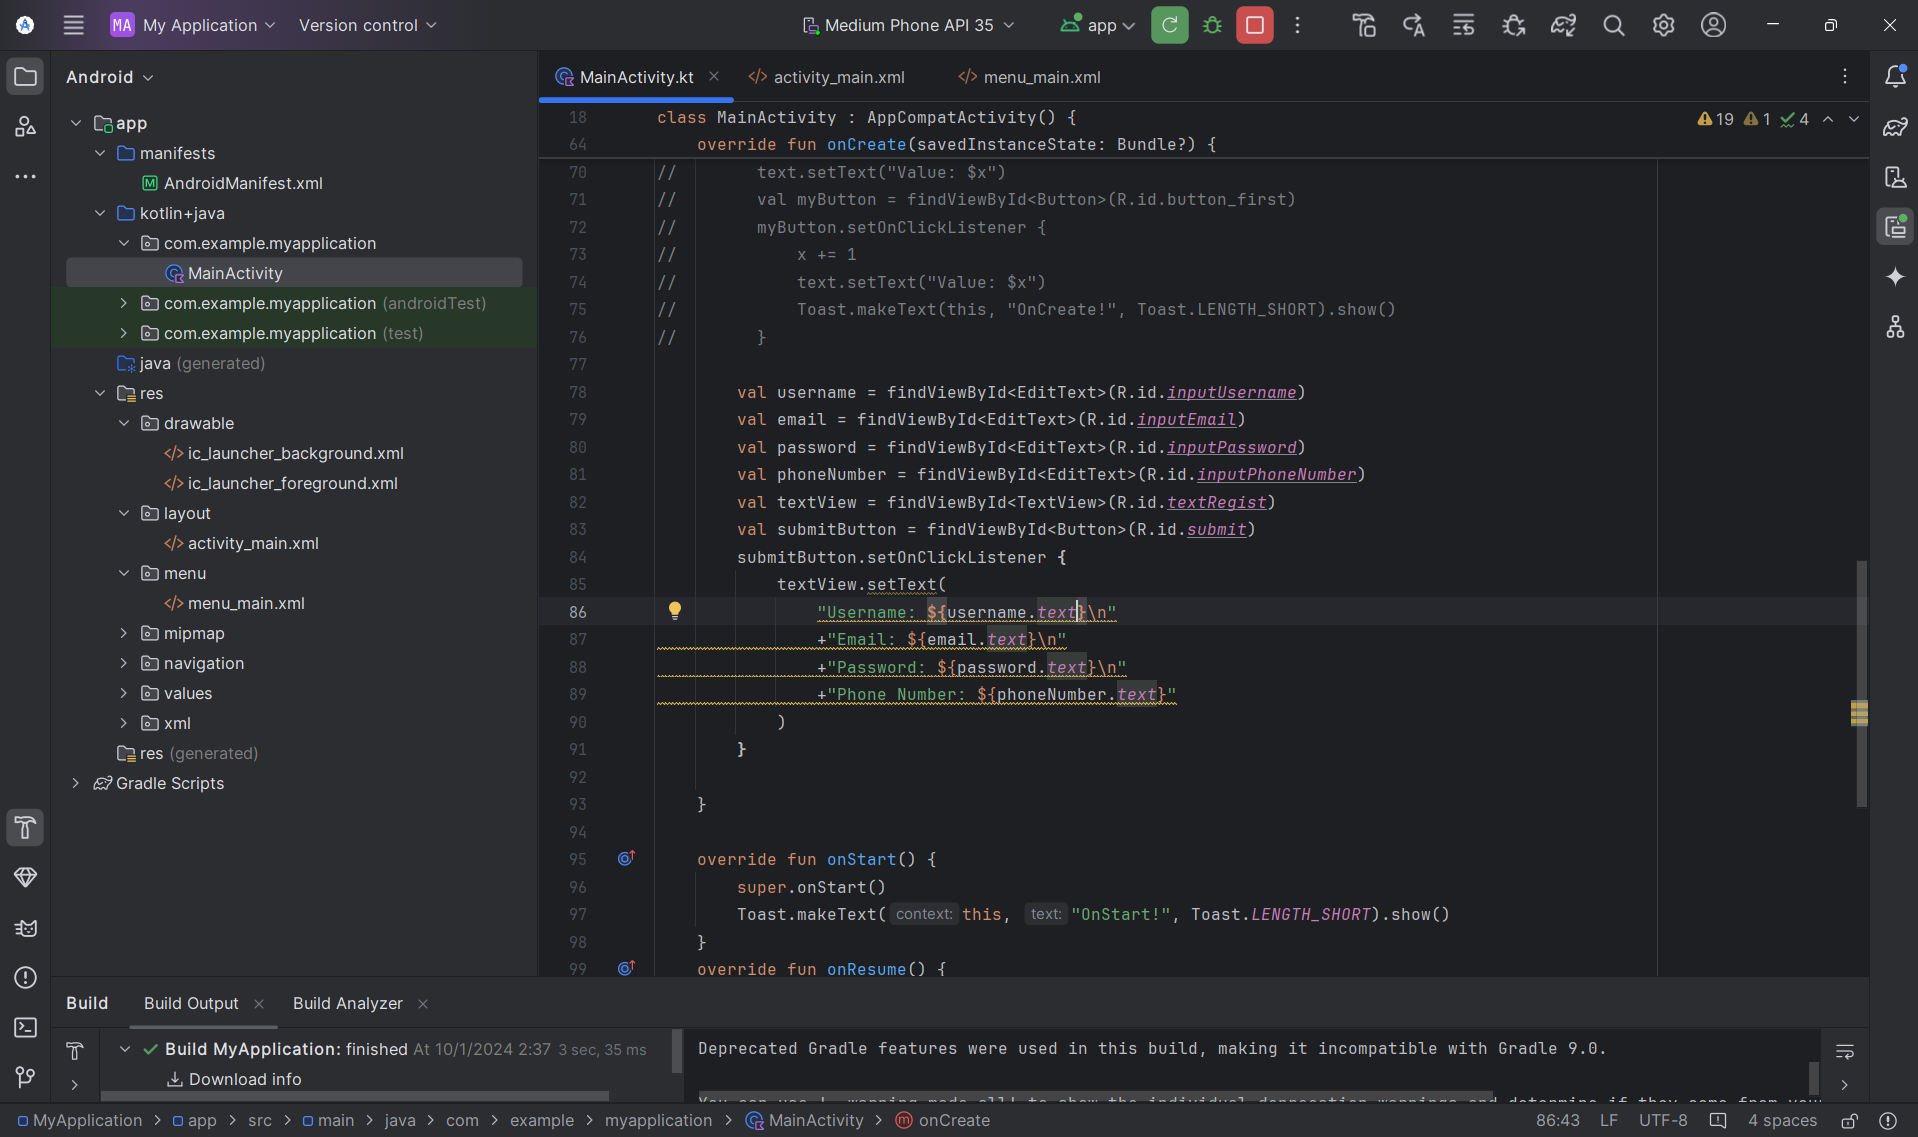 MA My Application Version control Medium Phone API 35 app
Android
app
manifests
AndroidManifest.xml
kotlin+java
com.example.myapplication
MainActivity
com.example.myapplication (androidTest)
com.example.myapplication (test)
java (generated)
res
drawable
ic_launcher_background.xml
ic_launcher_foreground.xml
layout
activity_main.xml
menu
menu_main.xml
mipmap
navigation
values
xml
res (generated)
Gradle Scripts
MainActivity.kt activity_main.xml menu_main.xml
19 1 4
18 class MainActivity : AppCompatActivity() {
64 override fun onCreate(savedInstanceState: Bundle?) {
70 // text.setText("Value: $x")
71 // val myButton = findViewById<Button>(R.id.button_first)
72 // myButton.setOnClickListener {
73 // x += 1
74 // text.setText("Value: $x")
75 // Toast.makeText(this, "OnCreate!", Toast.LENGTH_SHORT).show()
76 // }
77
78 val username = findViewById<EditText>(R.id.inputUsername)
79 val email = findViewById<EditText>(R.id.inputEmail)
80 val password = findViewById<EditText>(R.id.inputPassword)
81 val phoneNumber = findViewById<EditText>(R.id.inputPhoneNumber)
82 val textView = findViewById<TextView>(R.id.textRegist)
83 val submitButton = findViewById<Button>(R.id.submit)
84 submitButton.setOnClickListener {
85 textView.setText(
86 "Username: ${username.text}\n"
87 +"Email: ${email.text}\n"
88 +"Password: ${password.text}\n"
89 +"Phone Number: ${phoneNumber.text}"
90 )
91 }
92
93 }
94
95 override fun onStart() {
96 super.onStart()
97 Toast.makeText( context: this, text: "OnStart!", Toast.LENGTH_SHORT).show()
98 }
99 override fun onResume() {
Build Build Output Build Analyzer
Build MyApplication: finished At 10/1/2024 2:37 3 sec, 35 ms
Download info
Deprecated Gradle features were used in this build, making it incompatible with Gradle 9.0.
MyApplication > app > src > main > java > com > example > myapplication > MainActivity > onCreate 86:43 LF UTF-8 4 spaces